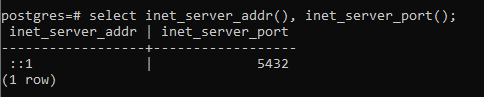 postgres=# select inet_server_addr(), inet_server_port();
 inet_server_addr | inet_server_port
------------------+------------------
 ::1              |             5432
(1 row)